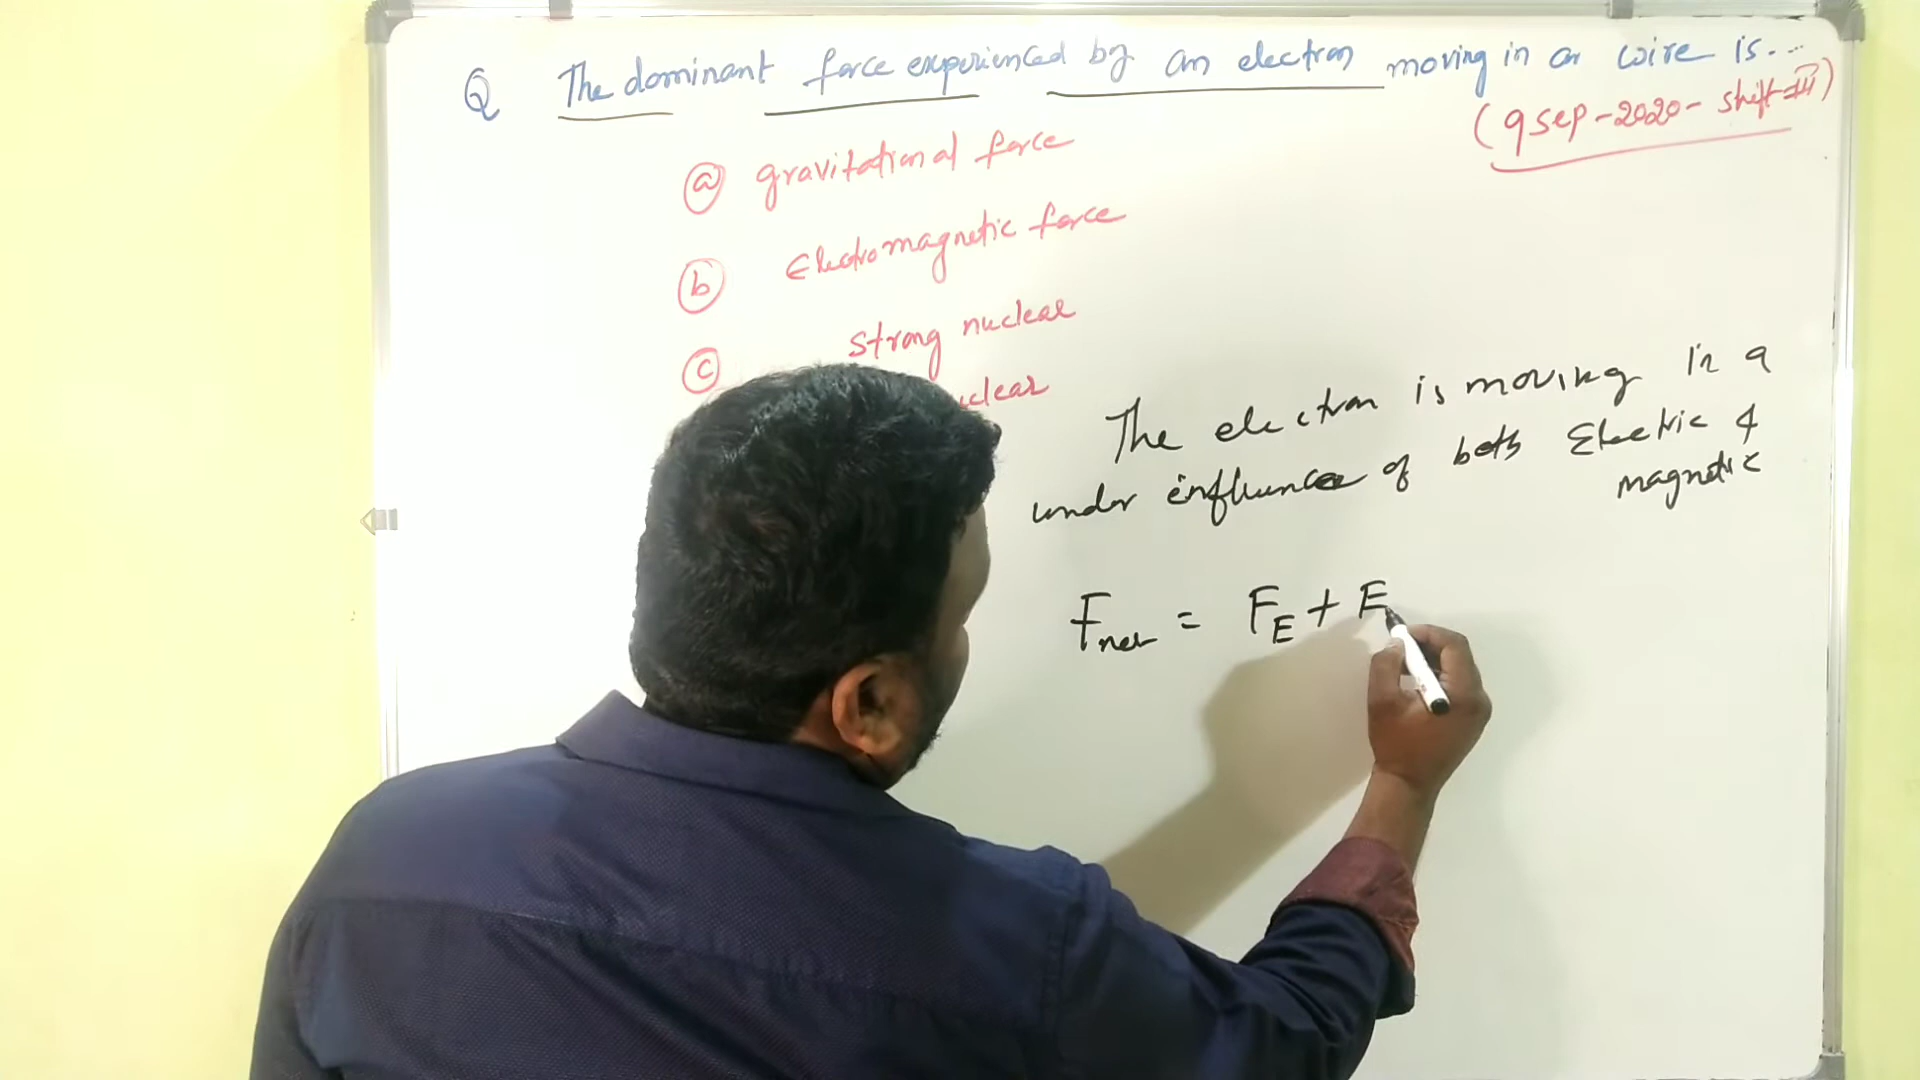 Q The dominant force experienced by an electron moving in a wire is....
(9 sep-2020- shift-III)
(a) gravitational force
(b) Electromagnetic force
(c) strong nuclear
The electron is moving in a
under influence of both Electric &
magnetic
Fnet = FE + F